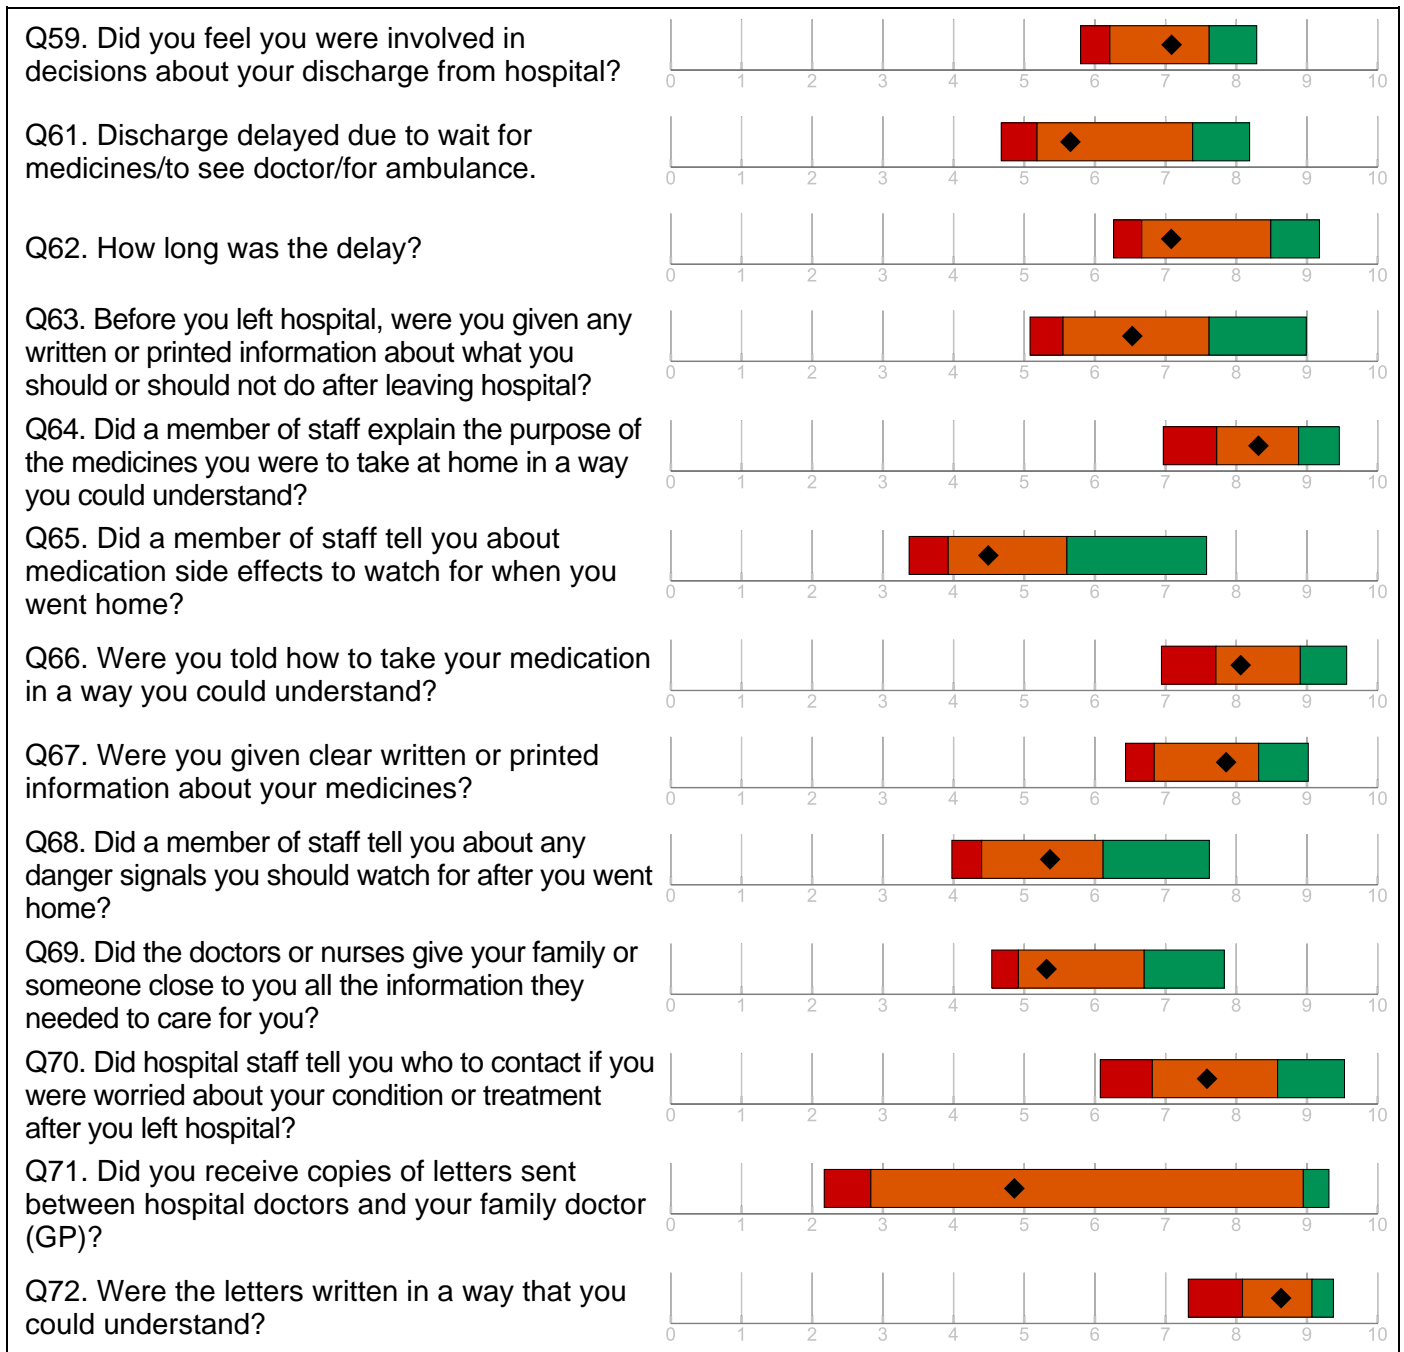 Q59. Did you feel you were involved in
decisions about your discharge from hospital?
0 1 2 3 4 5 6 7 8 9 10
Q61. Discharge delayed due to wait for
medicines/to see doctor/for ambulance.
0 1 2 3 4 5 6 7 8 9 10
Q62. How long was the delay?
0 1 2 3 4 5 6 7 8 9 10
Q63. Before you left hospital, were you given any
written or printed information about what you
should or should not do after leaving hospital?
0 1 2 3 4 5 6 7 8 9 10
Q64. Did a member of staff explain the purpose of
the medicines you were to take at home in a way
you could understand?
0 1 2 3 4 5 6 7 8 9 10
Q65. Did a member of staff tell you about
medication side effects to watch for when you
went home?
0 1 2 3 4 5 6 7 8 9 10
Q66. Were you told how to take your medication
in a way you could understand?
0 1 2 3 4 5 6 7 8 9 10
Q67. Were you given clear written or printed
information about your medicines?
0 1 2 3 4 5 6 7 8 9 10
Q68. Did a member of staff tell you about any
danger signals you should watch for after you went
home?
0 1 2 3 4 5 6 7 8 9 10
Q69. Did the doctors or nurses give your family or
someone close to you all the information they
needed to care for you?
0 1 2 3 4 5 6 7 8 9 10
Q70. Did hospital staff tell you who to contact if you
were worried about your condition or treatment
after you left hospital?
0 1 2 3 4 5 6 7 8 9 10
Q71. Did you receive copies of letters sent
between hospital doctors and your family doctor
(GP)?
0 1 2 3 4 5 6 7 8 9 10
Q72. Were the letters written in a way that you
could understand?
0 1 2 3 4 5 6 7 8 9 10